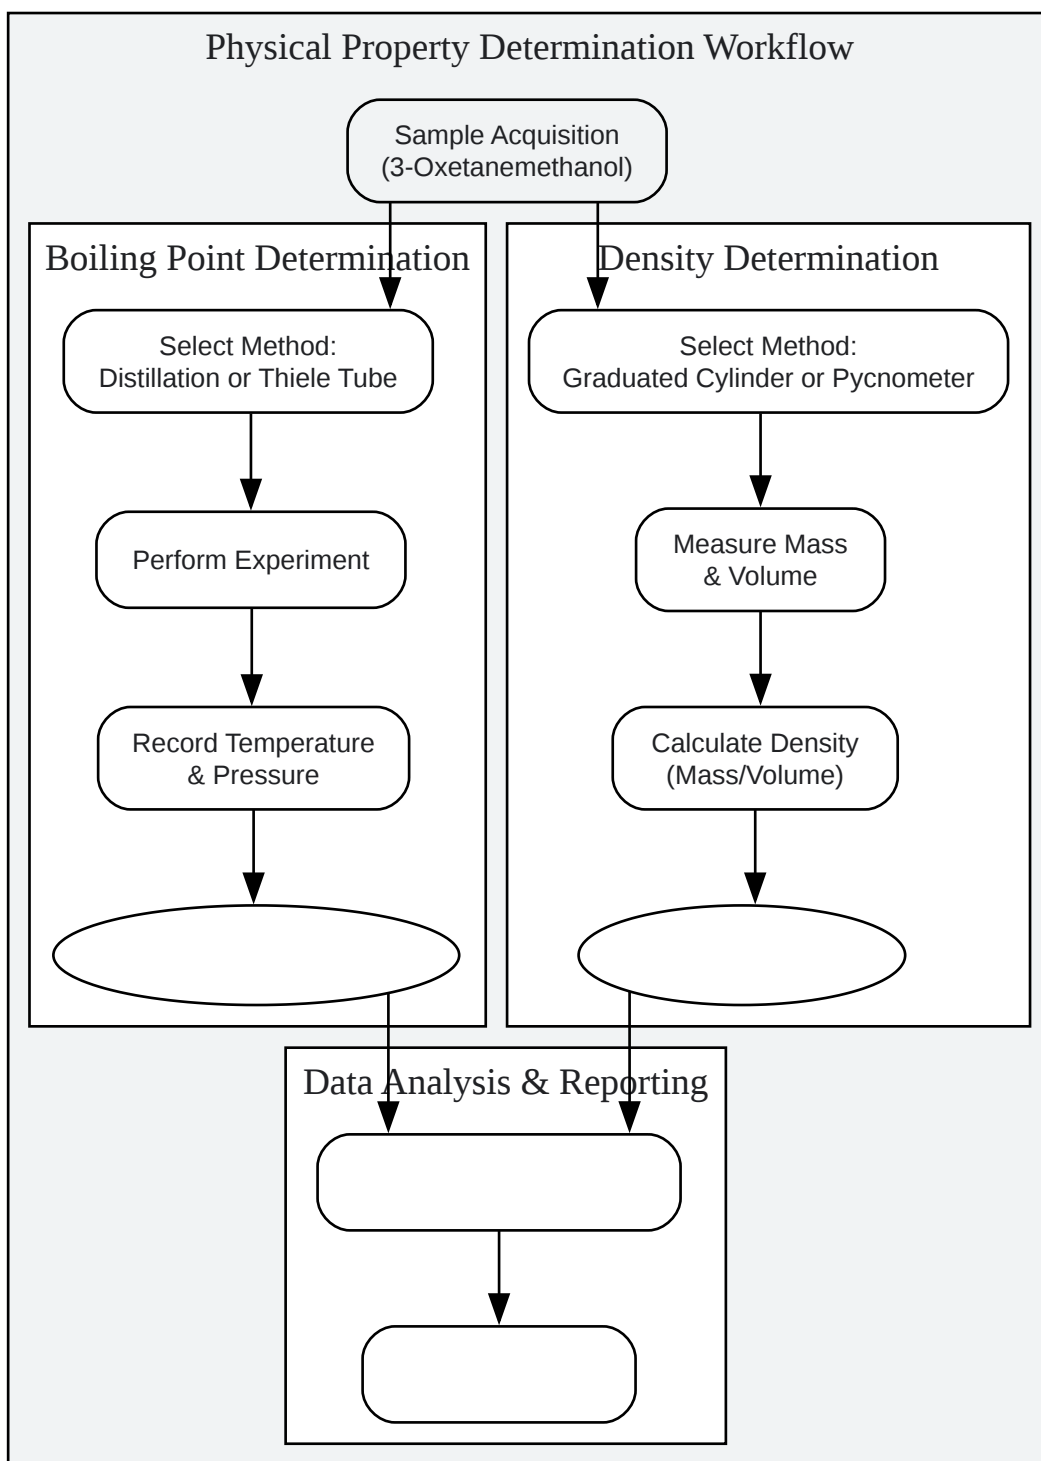 Physical Property Determination Workflow
Sample Acquisition
(3-Oxetanemethanol)
Boiling Point Determination
Select Method:
Distillation or Thiele Tube
Perform Experiment
Record Temperature
& Pressure
Density Determination
Select Method:
Graduated Cylinder or Pycnometer
Measure Mass
& Volume
Calculate Density
(Mass/Volume)
Data Analysis & Reporting